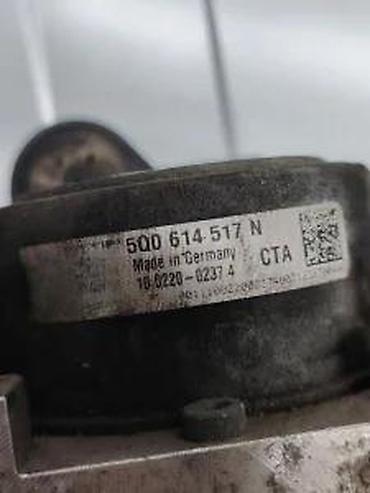 5Q0 614 517 N
Made in Germany
10.0220-0237.4
CTA